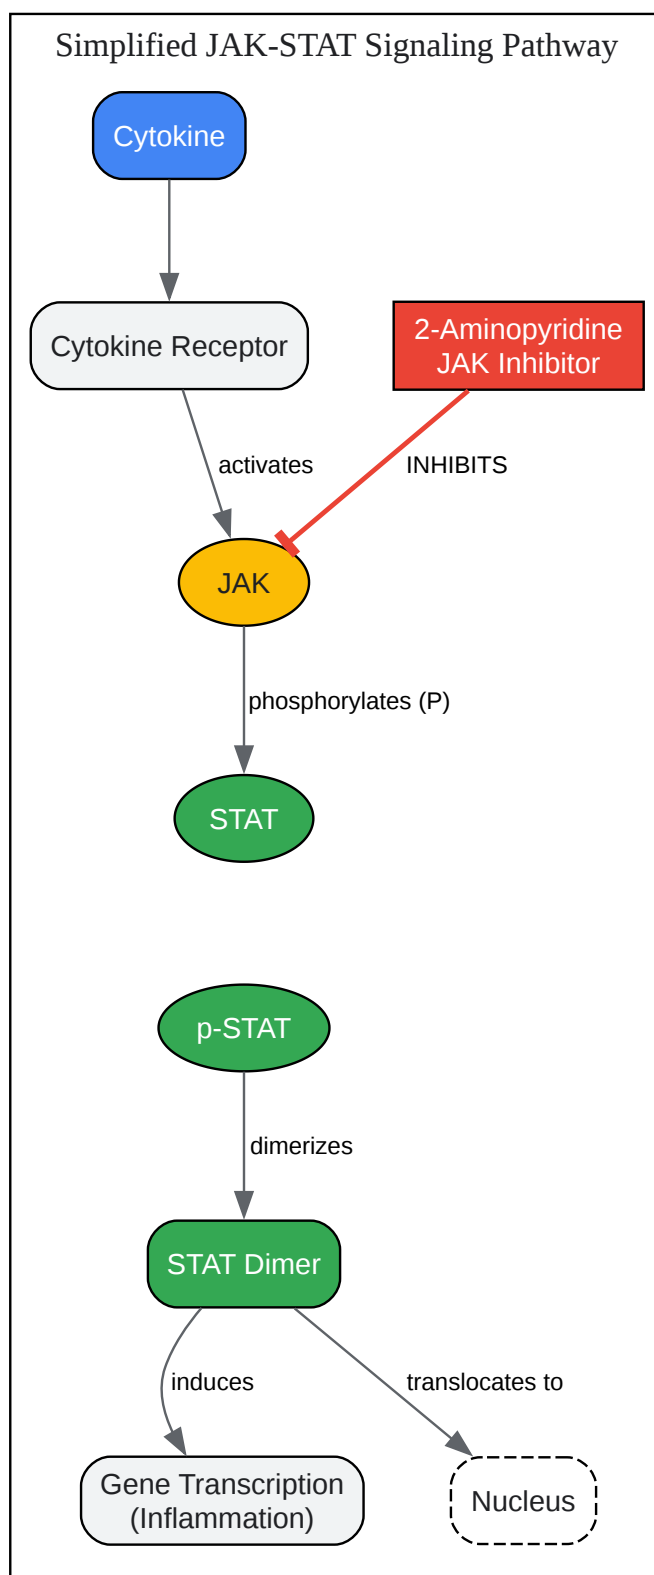 Simplified JAK-STAT Signaling Pathway
Cytokine
Cytokine Receptor
2-Aminopyridine
JAK Inhibitor
activates
INHIBITS
JAK
phosphorylates (P)
STAT
p-STAT
dimerizes
STAT Dimer
induces
translocates to
Gene Transcription
(Inflammation)
Nucleus